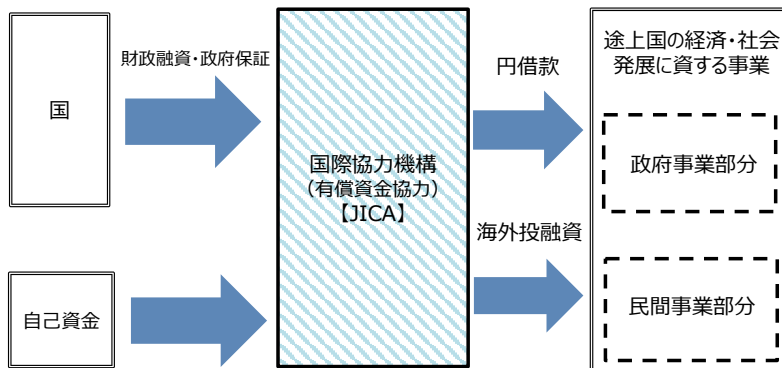 国
財政融資・政府保証
自己資金
国際協力機構
（有償資金協力）
【JICA】
円借款
海外投融資
途上国の経済・社会
発展に資する事業
政府事業部分
民間事業部分